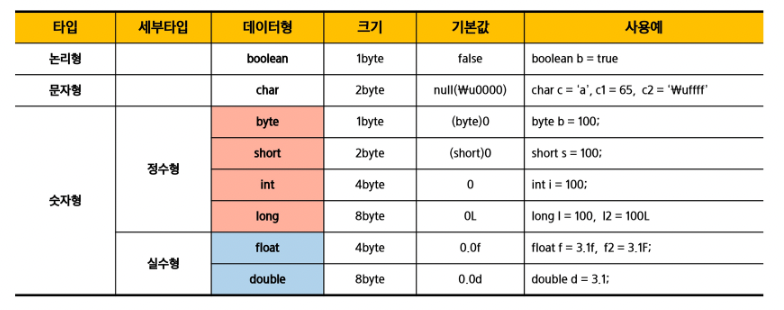 타입 세부타입 데이터형 크기 기본값 사용예
논리형 boolean 1byte false boolean b = true
문자형 char 2byte null(₩u0000) char c = 'a', c1 = 65, c2 = '₩uffff'
숫자형 정수형 byte 1byte (byte)0 byte b = 100;
short 2byte (short)0 short s = 100;
int 4byte 0 int i = 100;
long 8byte 0L long l = 100, l2 = 100L
실수형 float 4byte 0.0f float f = 3.1f, f2 = 3.1F;
double 8byte 0.0d double d = 3.1;